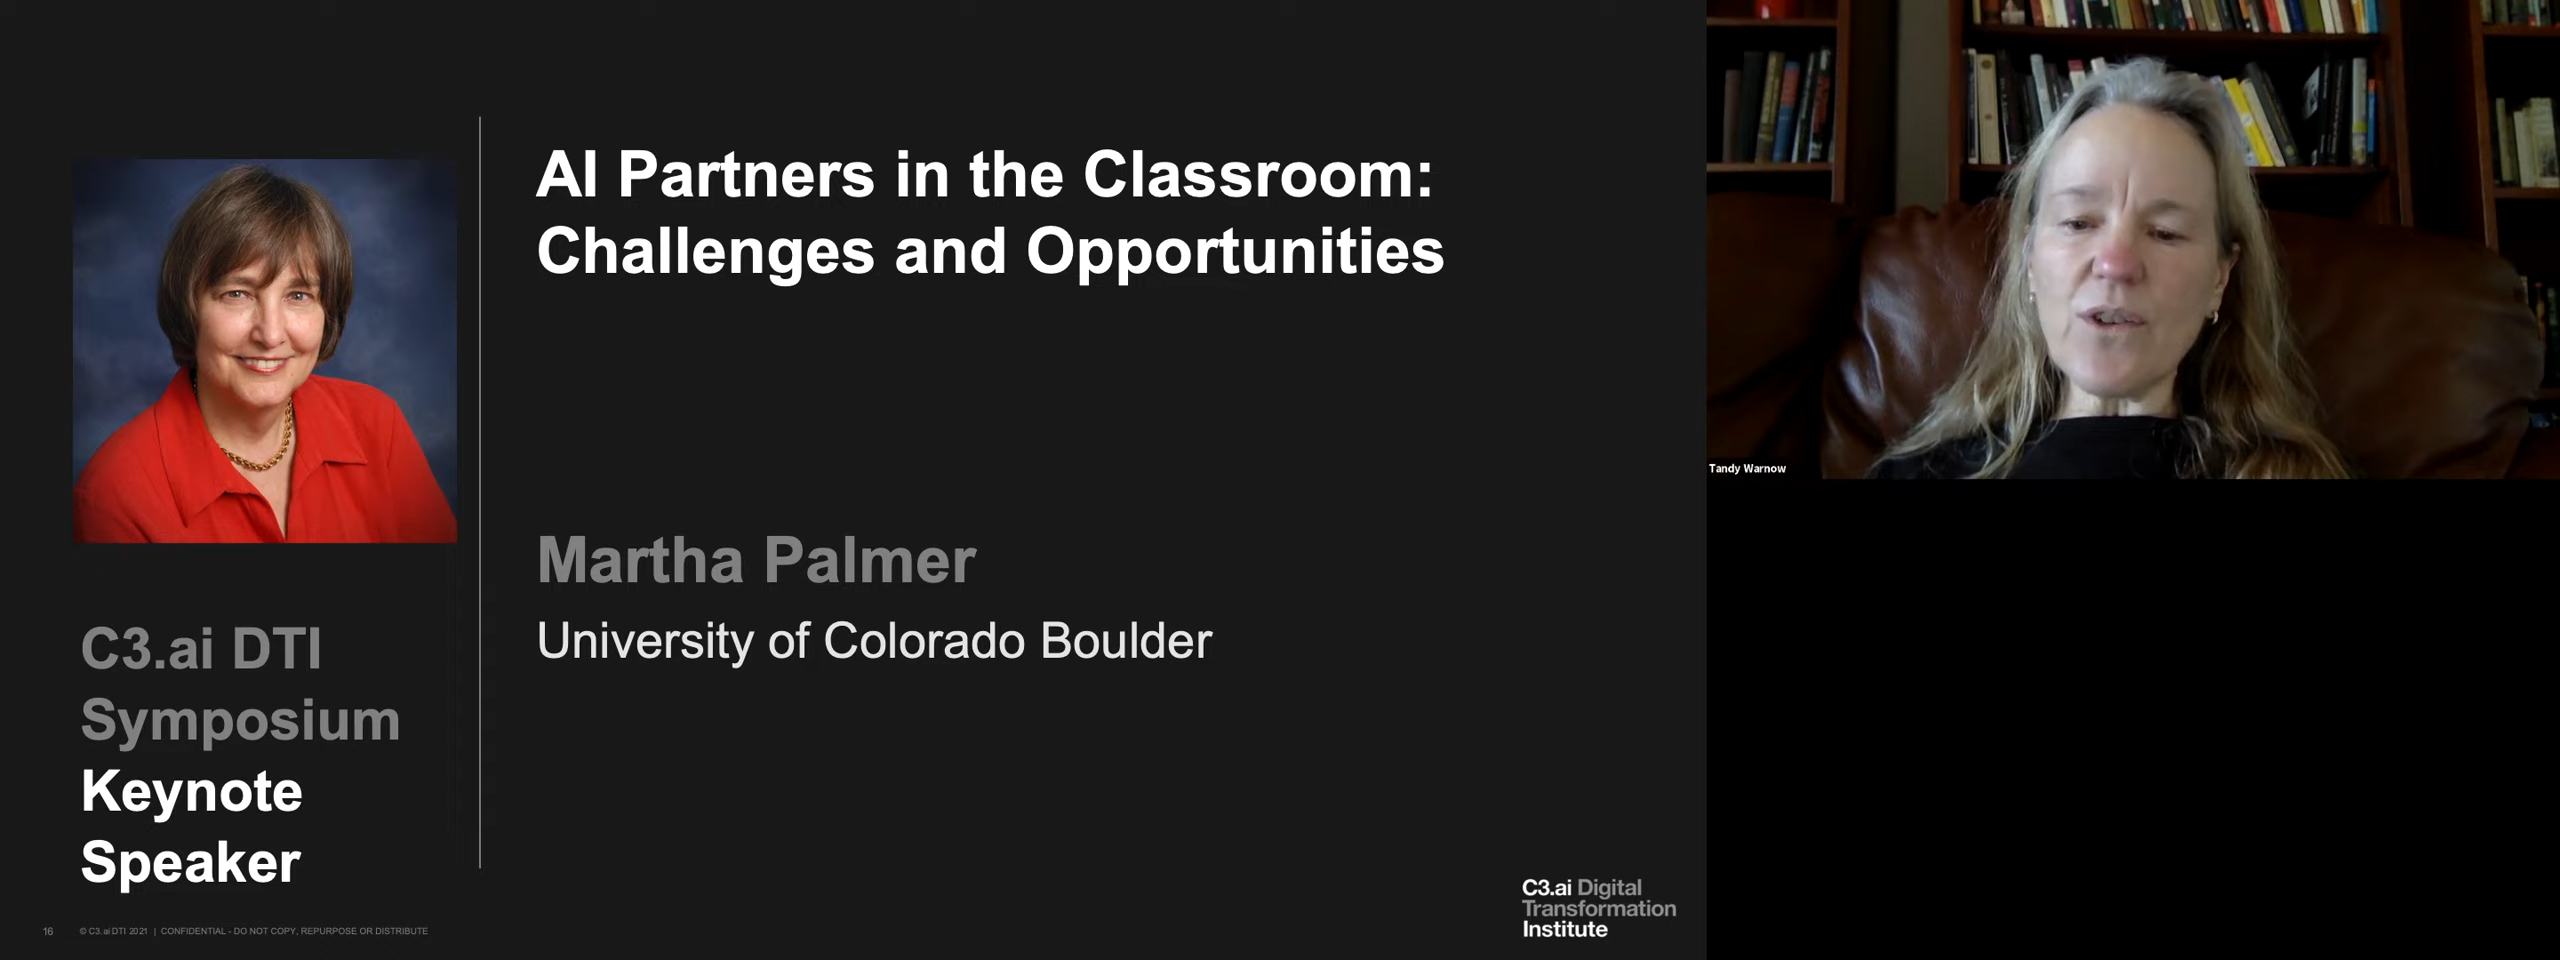 AI Partners in the Classroom:
Challenges and Opportunities
Martha Palmer
University of Colorado Boulder
C3.ai DTI
Symposium
Keynote
Speaker
16 © C3.ai DTI 2021 | CONFIDENTIAL - DO NOT COPY, REPURPOSE OR DISTRIBUTE
C3.ai Digital
Transformation
Institute
Tandy Warnow